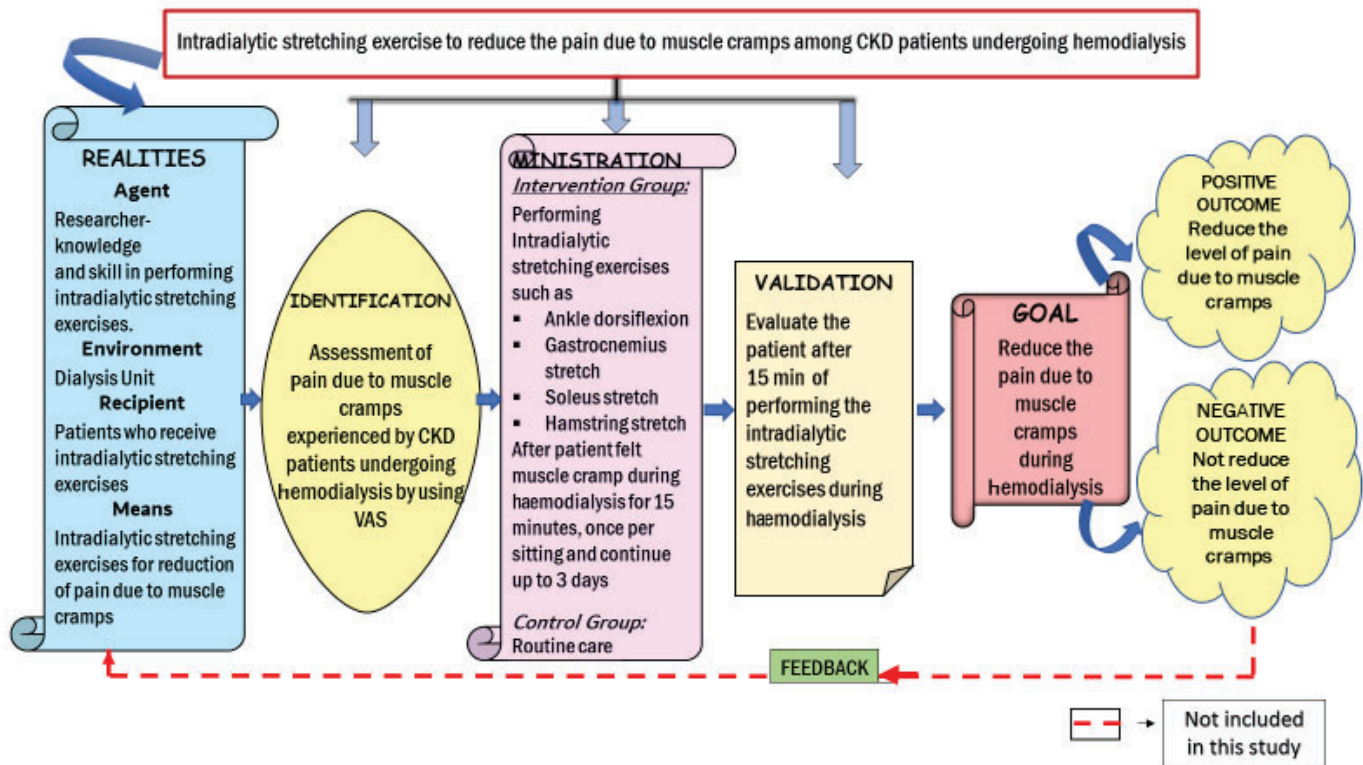 Intradialytic stretching exercise to reduce the pain due to muscle cramps among CKD patients undergoing hemodialysis
REALITIES
Agent
Researcher-
knowledge
and skill in performing
intradialytic stretching
exercises.
Environment
Dialysis Unit
Recipient
Patients who receive
intradialytic stretching
exercises
Means
Intradialytic stretching
exercises for reduction
of pain due to muscle
cramps
IDENTIFICATION
Assessment of
pain due to muscle
cramps
experienced by CKD
patients undergoing
hemodialysis by using
VAS
MINISTRATION
Intervention Group:
Performing
Intradialytic
stretching exercises
such as
▪ Ankle dorsiflexion
▪ Gastrocnemius
stretch
▪ Soleus stretch
▪ Hamstring stretch
After patient felt
muscle cramp during
haemodialysis for 15
minutes, once per
sitting and continue
up to 3 days
Control Group:
Routine care
VALIDATION
Evaluate the
patient after
15 min of
performing the
intradialytic
stretching
exercises during
haemodialysis
GOAL
Reduce the
pain due to
muscle
cramps
during
hemodialysis
POSITIVE
OUTCOME
Reduce the
level of pain
due to muscle
cramps
NEGATIVE
OUTCOME
Not reduce
the level of
pain due to
muscle
cramps
FEEDBACK
Not included
in this study